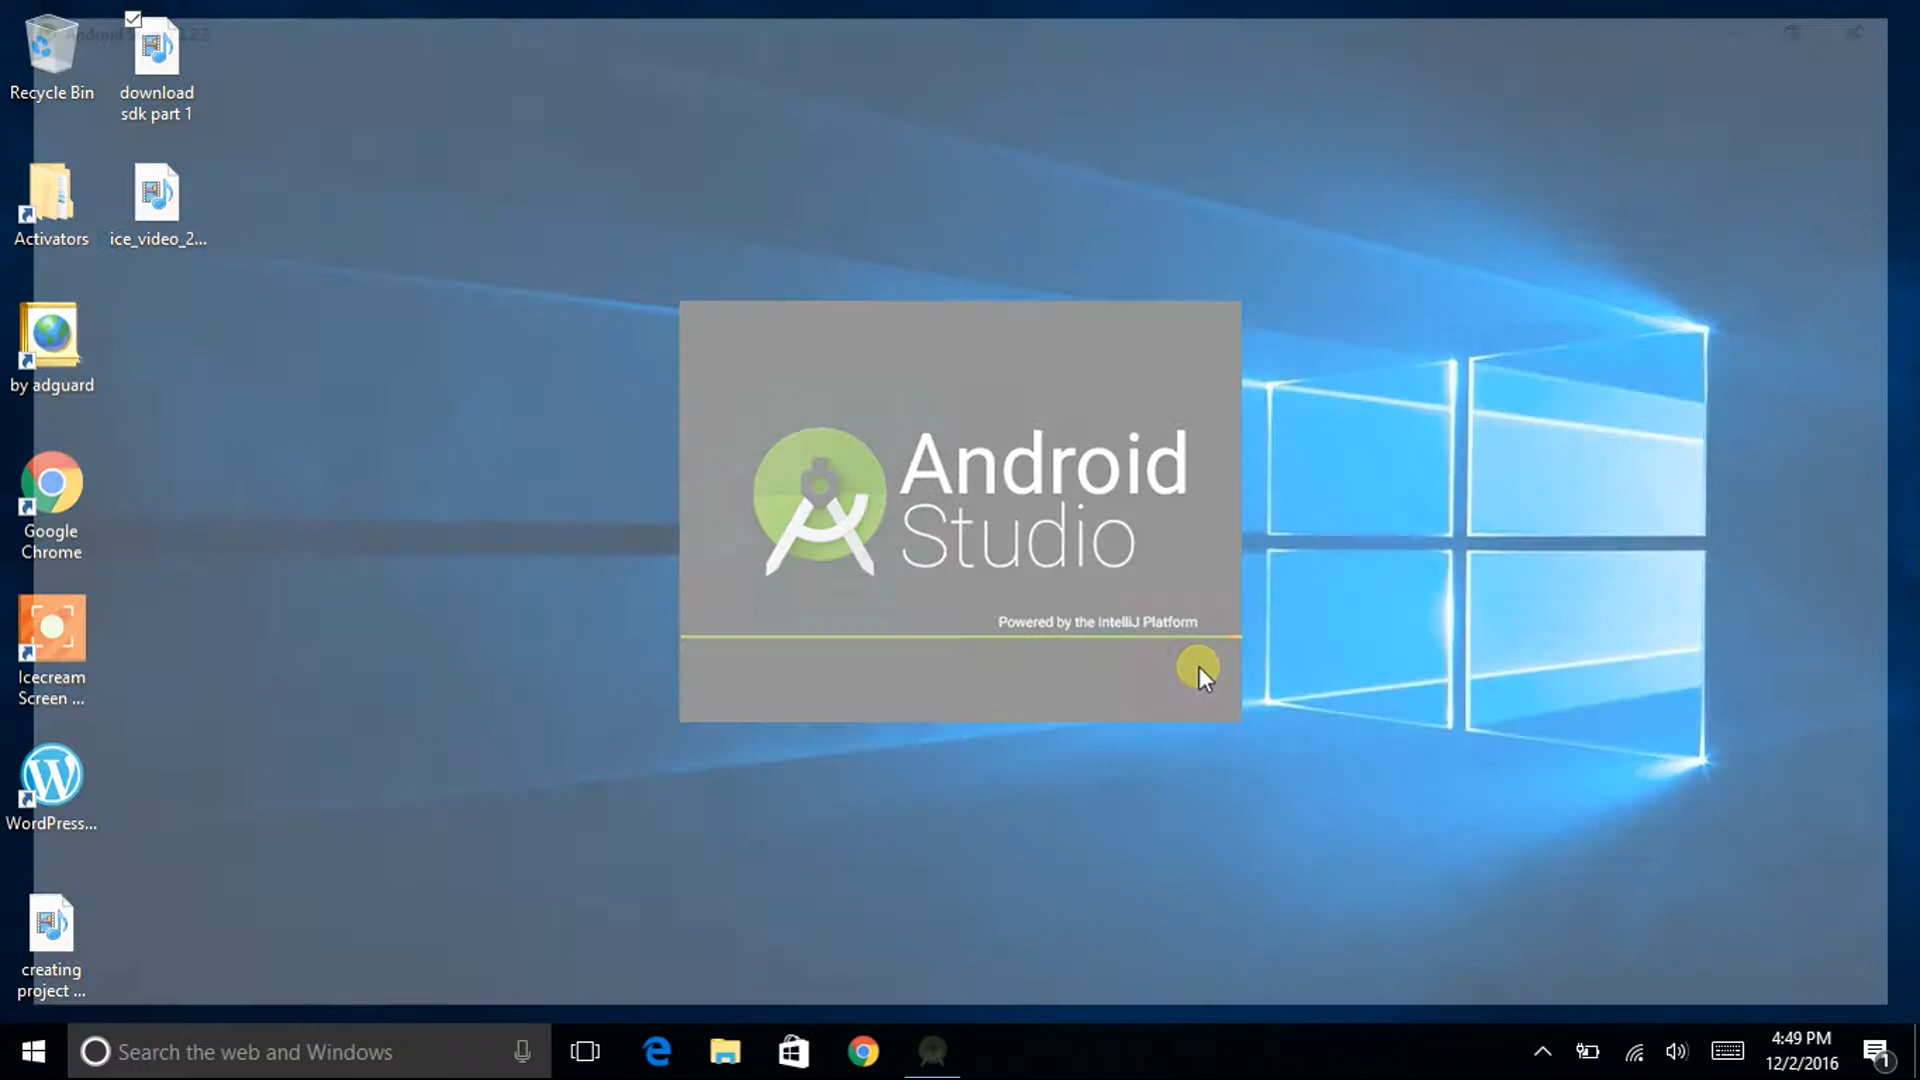 Recycle Bin
download
sdk part 1
Activators
ice_video_2...
by adguard
Google
Chrome
Icecream
Screen ...
WordPress...
creating
project ...
Android
Studio
Powered by the IntelliJ Platform
Search the web and Windows
4:49 PM
12/2/2016
1